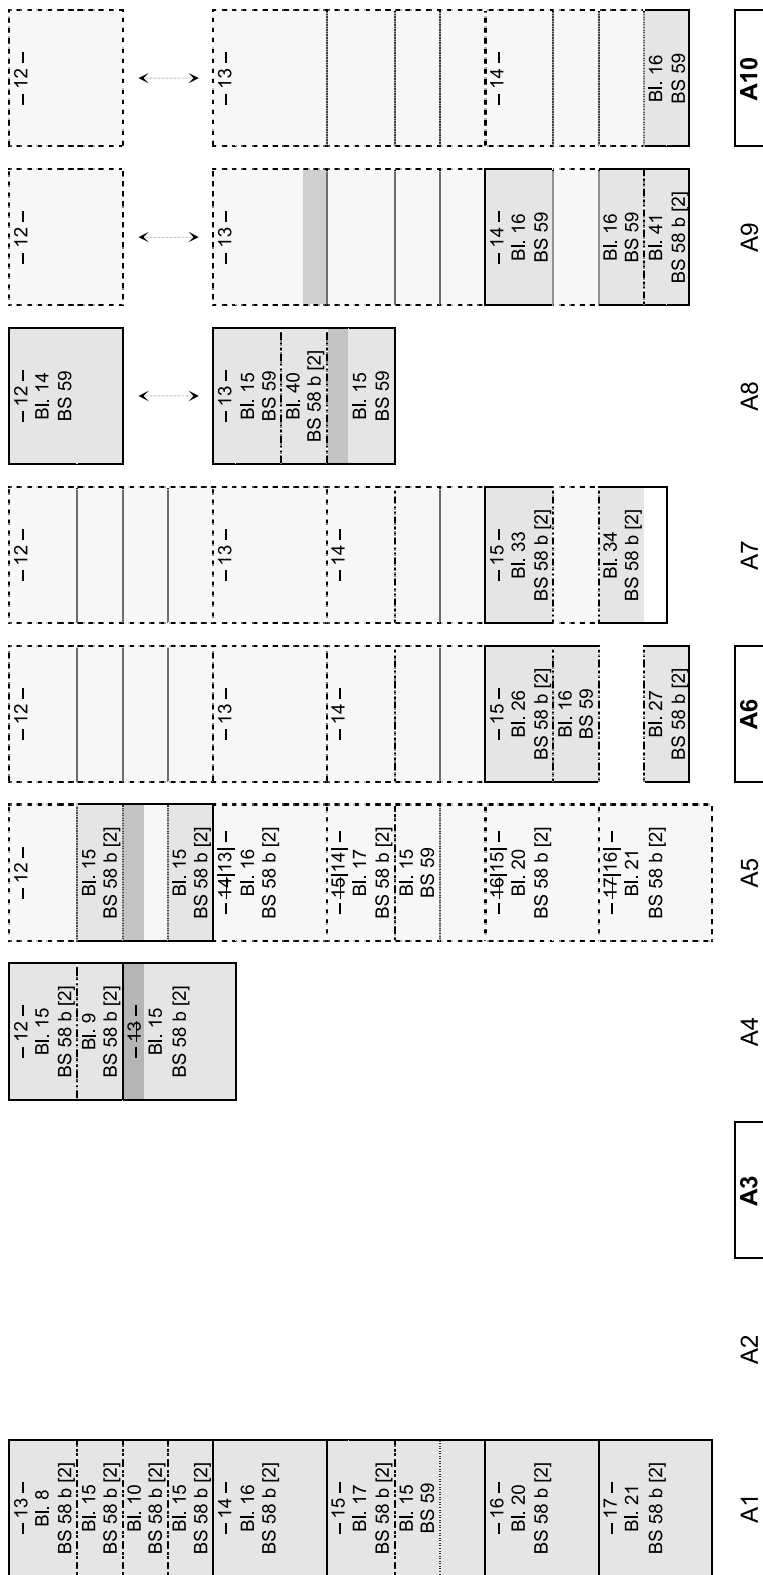 – 13 –
Bl. 8
BS 58 b [2]
Bl. 15
BS 58 b [2]
Bl. 10
BS 58 b [2]
Bl. 15
BS 58 b [2]
– 14 –
Bl. 16
BS 58 b [2]
– 15 –
Bl. 17
BS 58 b [2]
Bl. 15
BS 59
– 16 –
Bl. 20
BS 58 b [2]
– 17 –
Bl. 21
BS 58 b [2]
A1
A2
A3
– 12 –
Bl. 15
BS 58 b [2]
Bl. 9
BS 58 b [2]
– 13 –
Bl. 15
BS 58 b [2]
A4
– 12 –
Bl. 15
BS 58 b [2]
Bl. 15
BS 58 b [2]
– 14|13| –
Bl. 16
BS 58 b [2]
– 15|14| –
Bl. 17
BS 58 b [2]
Bl. 15
BS 59
– 16|15| –
Bl. 20
BS 58 b [2]
– 17|16| –
Bl. 21
BS 58 b [2]
A5
– 12 –
– 13 –
– 14 –
– 15 –
Bl. 26
BS 58 b [2]
Bl. 16
BS 59
Bl. 27
BS 58 b [2]
A6
– 12 –
– 13 –
– 14 –
– 15 –
Bl. 33
BS 58 b [2]
Bl. 34
BS 58 b [2]
A7
– 12 –
Bl. 14
BS 59
– 13 –
Bl. 15
BS 59
Bl. 40
BS 58 b [2]
Bl. 15
BS 59
A8
– 12 –
– 13 –
– 14 –
Bl. 16
BS 59
Bl. 16
BS 59
Bl. 41
BS 58 b [2]
A9
– 12 –
– 13 –
– 14 –
Bl. 16
BS 59
A10